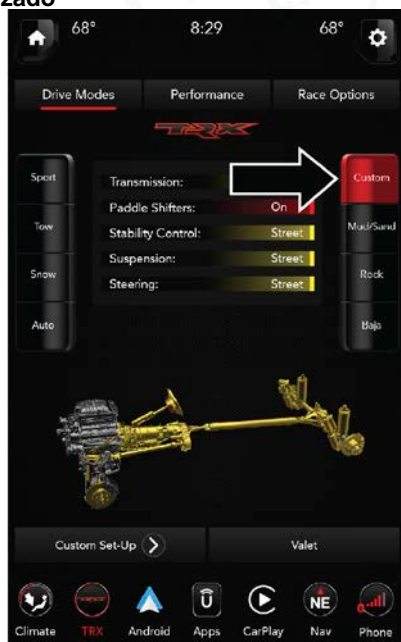 zado
68° 8:29 68°
Drive Modes Performance Race Options
TRX
Sport Transmission: Custom
Paddle Shifters: On
Tow Stability Control: Street Mud/Sand
Suspension: Street
Snow Steering: Street Rock
Auto Baja
Custom Set-Up Valet
NE
Climate TRX Android Apps CarPlay Nav Phone